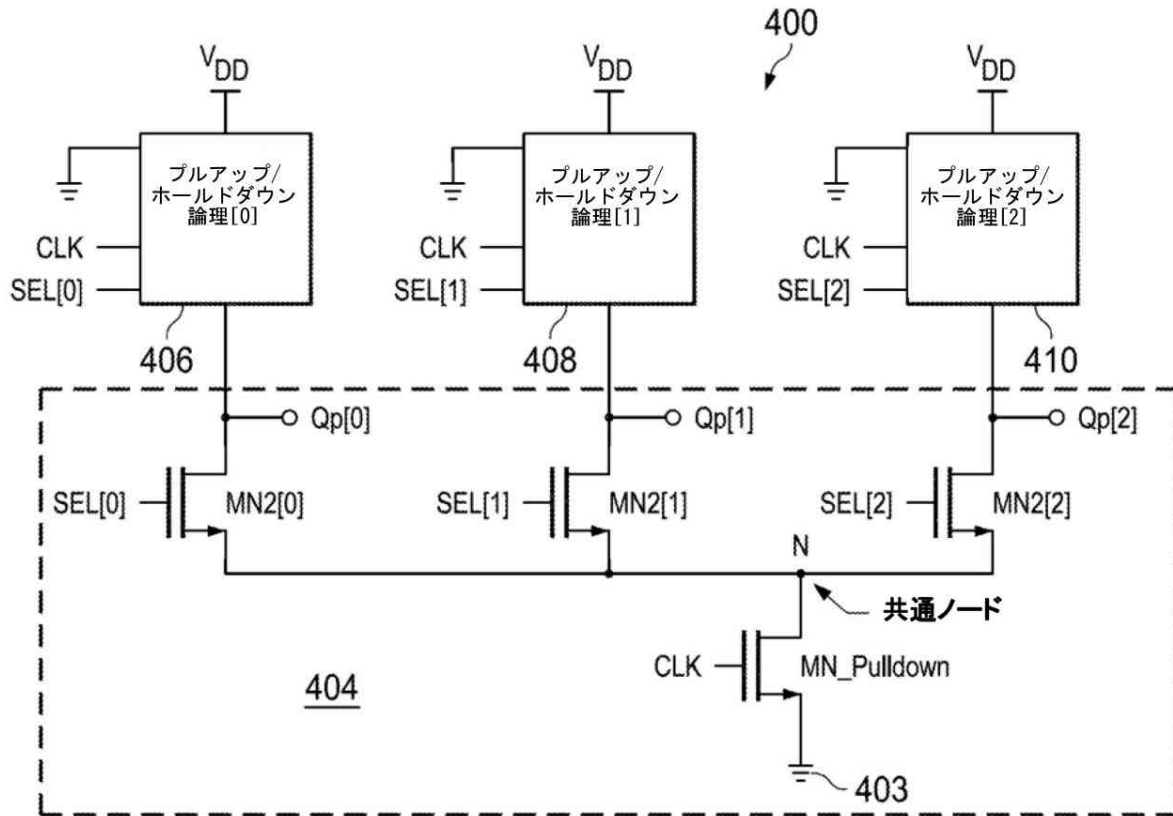 400
VDD
VDD
VDD
プルアップ/
ホールドダウン
論理[0]
プルアップ/
ホールドダウン
論理[1]
プルアップ/
ホールドダウン
論理[2]
CLK
CLK
CLK
SEL[0]
SEL[1]
SEL[2]
406
408
410
Qp[0]
Qp[1]
Qp[2]
SEL[0]
MN2[0]
SEL[1]
MN2[1]
SEL[2]
MN2[2]
N
共通ノード
CLK
MN_Pulldown
404
403